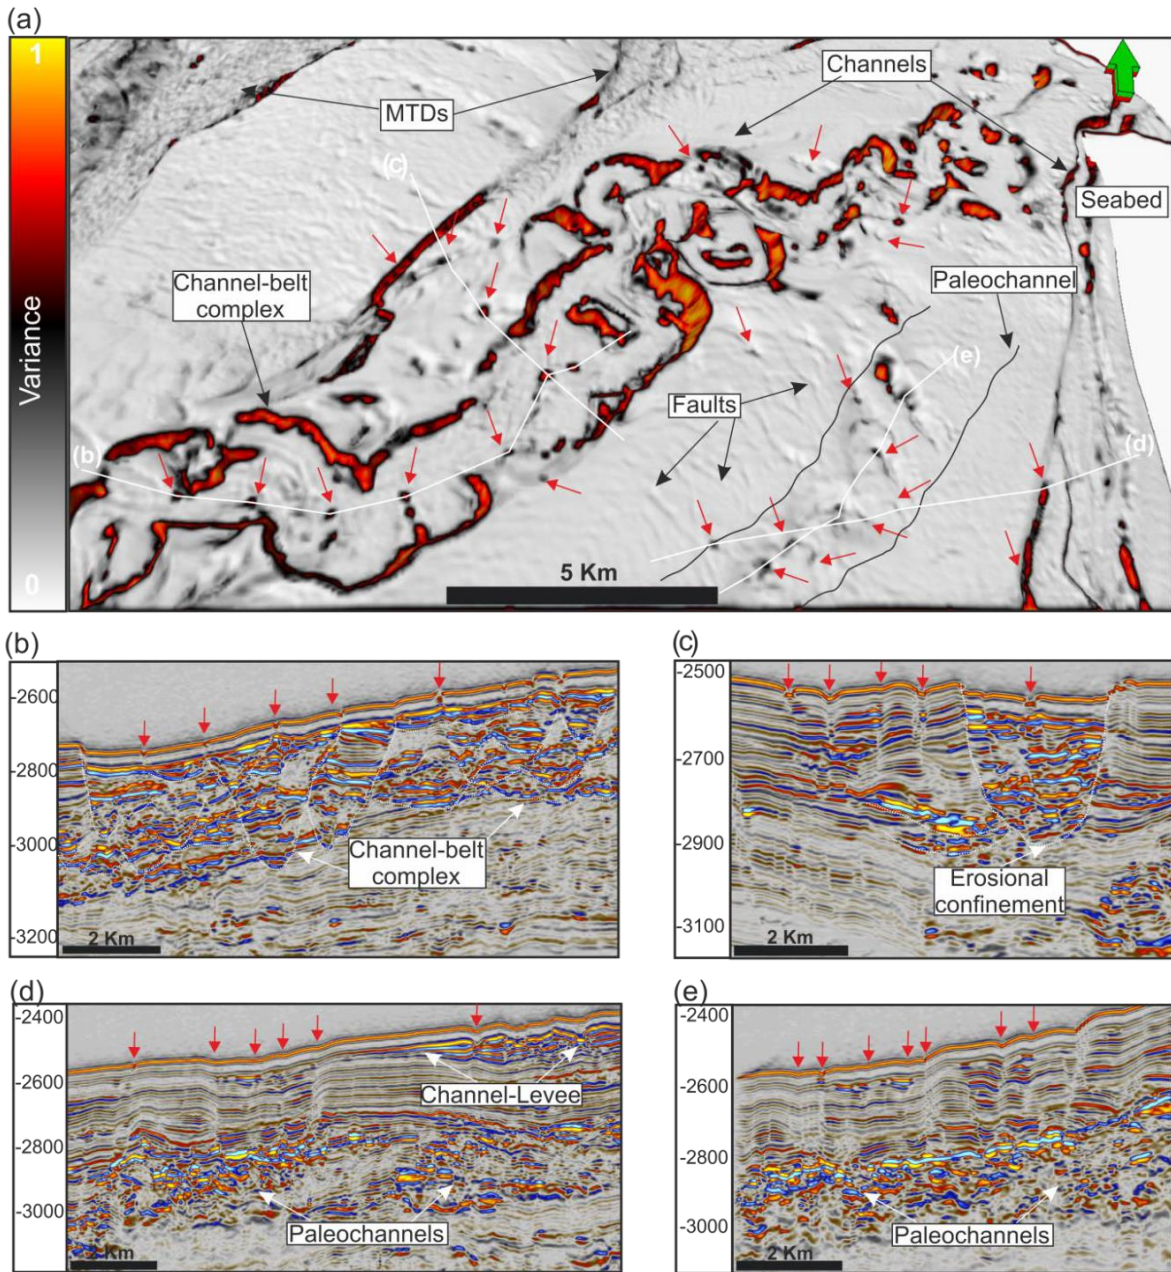 (a)
1
Variance
0
MTDs
Channels
(c)
Seabed
Channel-belt
complex
Paleochannel
(e)
Faults
(b)
(d)
5 Km
(b)
-2600
-2800
-3000
-3200
Channel-belt
complex
2 Km
(c)
-2500
-2700
-2900
-3100
Erosional
confinement
2 Km
(d)
-2400
-2600
-2800
-3000
Channel-Levee
Paleochannels
2 Km
(e)
-2400
-2600
-2800
-3000
Paleochannels
2 Km